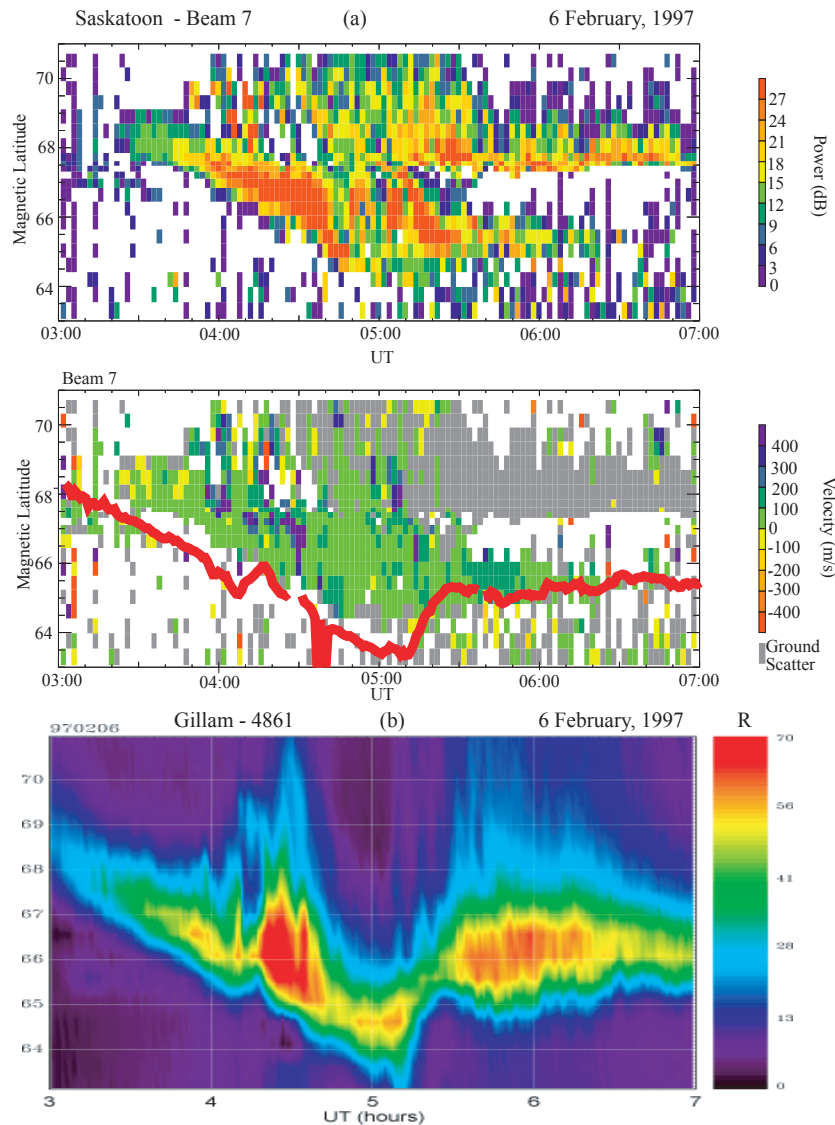 Saskatoon - Beam 7 (a) 6 February, 1997
70
68
66
64
Magnetic Latitude
03:00 04:00 05:00 06:00 07:00
UT
27
24
21
18
15
12
9
6
3
0
Power (dB)
Beam 7
70
68
66
64
Magnetic Latitude
03:00 04:00 05:00 06:00 07:00
UT
400
300
200
100
0
-100
-200
-300
-400
Velocity (m/s)
Ground
Scatter
Gillam - 4861 (b) 6 February, 1997 R
970206
70
69
68
67
66
65
64
3 4 5 6 7
UT (hours)
70
56
41
28
13
0